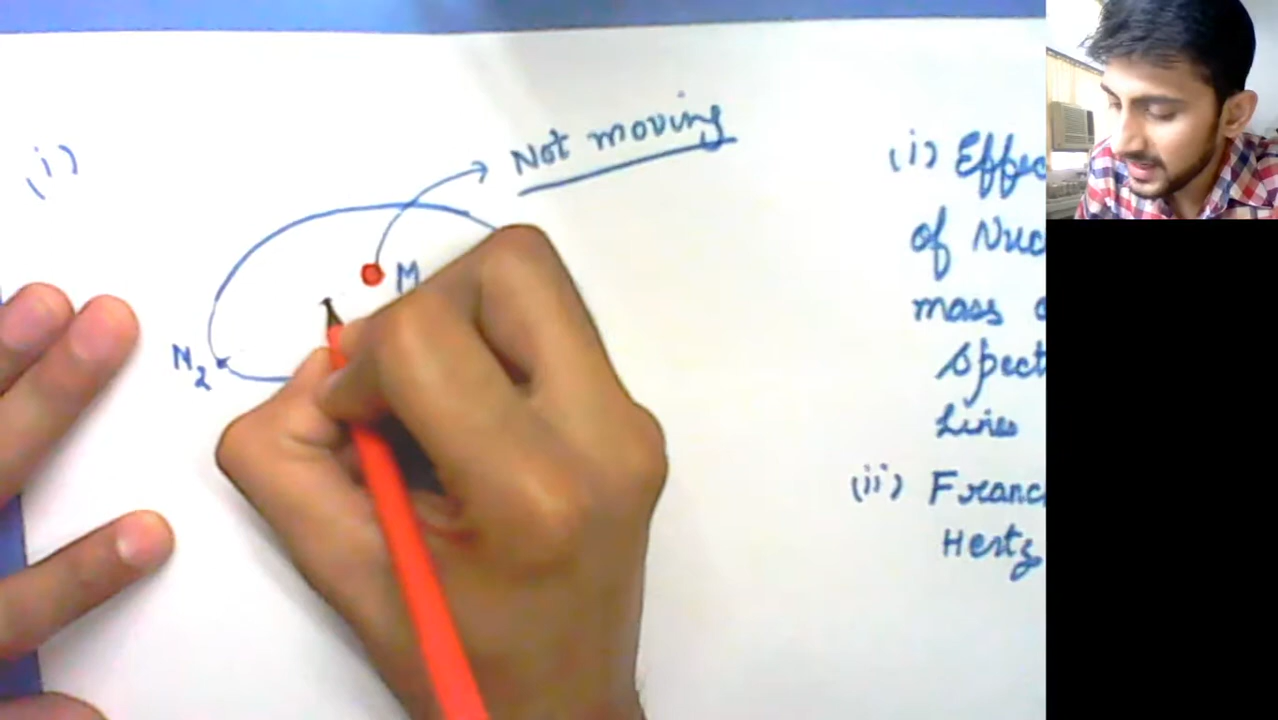 (i)
Not moving
M
N2
(i) Effec
of Nuc
mass
Spect
Lines
(ii) Franc
Hertz